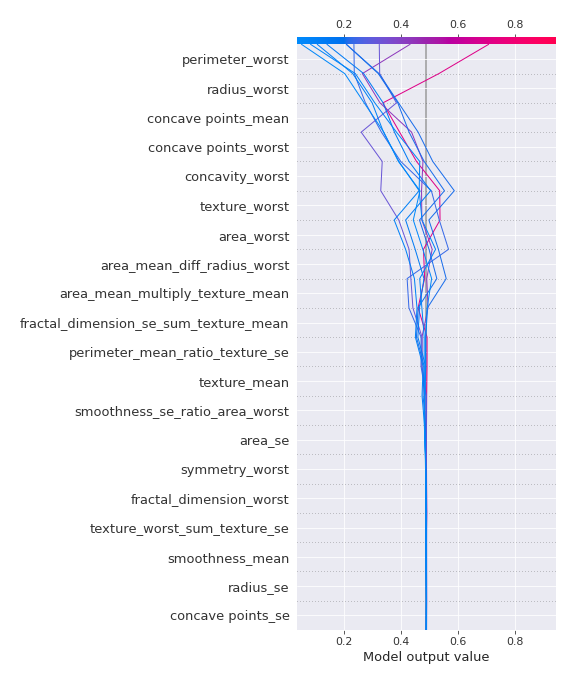 0.2 0.4 0.6 0.8
perimeter_worst
radius_worst
concave points_mean
concave points_worst
concavity_worst
texture_worst
area_worst
area_mean_diff_radius_worst
area_mean_multiply_texture_mean
fractal_dimension_se_sum_texture_mean
perimeter_mean_ratio_texture_se
texture_mean
smoothness_se_ratio_area_worst
area_se
symmetry_worst
fractal_dimension_worst
texture_worst_sum_texture_se
smoothness_mean
radius_se
concave points_se
0.2 0.4 0.6 0.8
Model output value